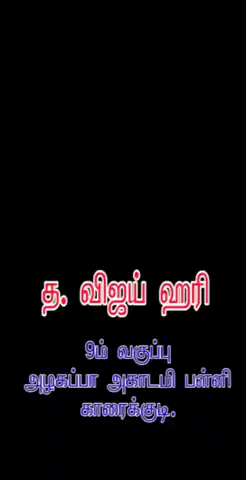 த. விஜய் ஹரி
9ம் வகுப்பு
அழகப்பா அகாடமி பள்ளி
காரைக்குடி.